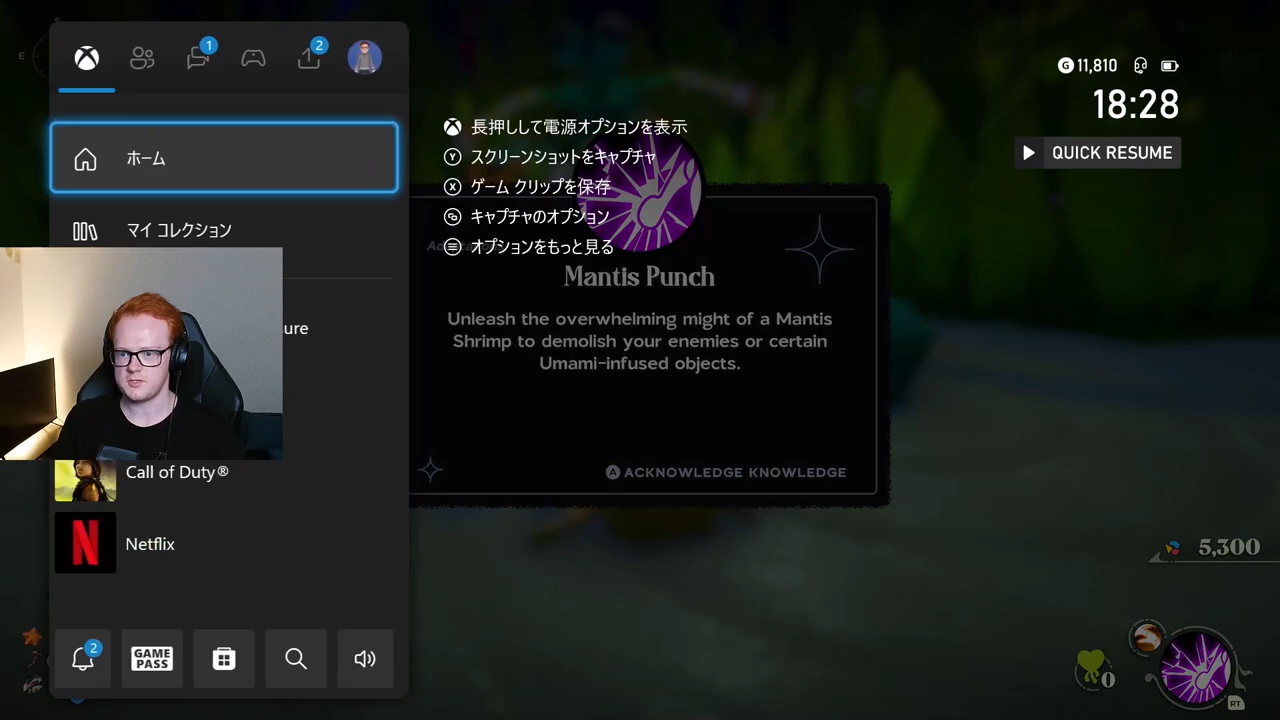 1
2
G 11,810
18:28
QUICK RESUME
ホーム
長押しして電源オプションを表示
Y スクリーンショットをキャプチャ
X ゲーム クリップを保存
キャプチャのオプション
オプションをもっと見る
マイ コレクション
Mantis Punch
Unleash the overwhelming might of a Mantis
Shrimp to demolish your enemies or certain
Umami-infused objects.
A ACKNOWLEDGE KNOWLEDGE
ure
Call of Duty®
N
Netflix
5,300
2
GAME
PASS
0
RT
E